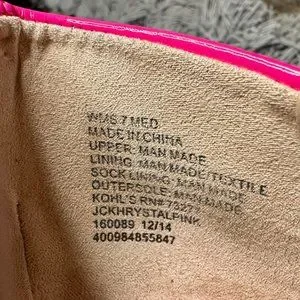 WMS 7 MED
MADE IN CHINA
UPPER: MAN MADE
LINING: MAN MADE/TEXTILE
SOCK LINING: MAN MADE
OUTERSOLE: MAN MADE
KOHL'S RN#
JCKHRYSTALPINK
160089 12/14
400984855847